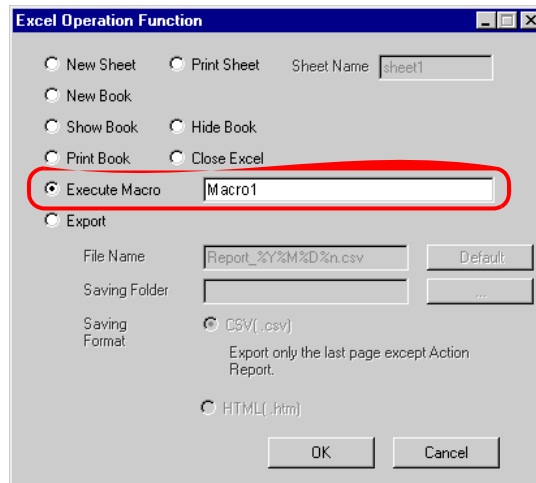 Excel Operation Function
New Sheet Print Sheet Sheet Name sheet1
New Book
Show Book Hide Book
Print Book Close Excel
Execute Macro Macro1
Export
File Name Report_%Y%M%D%n.csv Default
Saving Folder ...
Saving Format CSV( .csv)
Export only the last page except Action
Report.
HTML( .htm)
OK Cancel